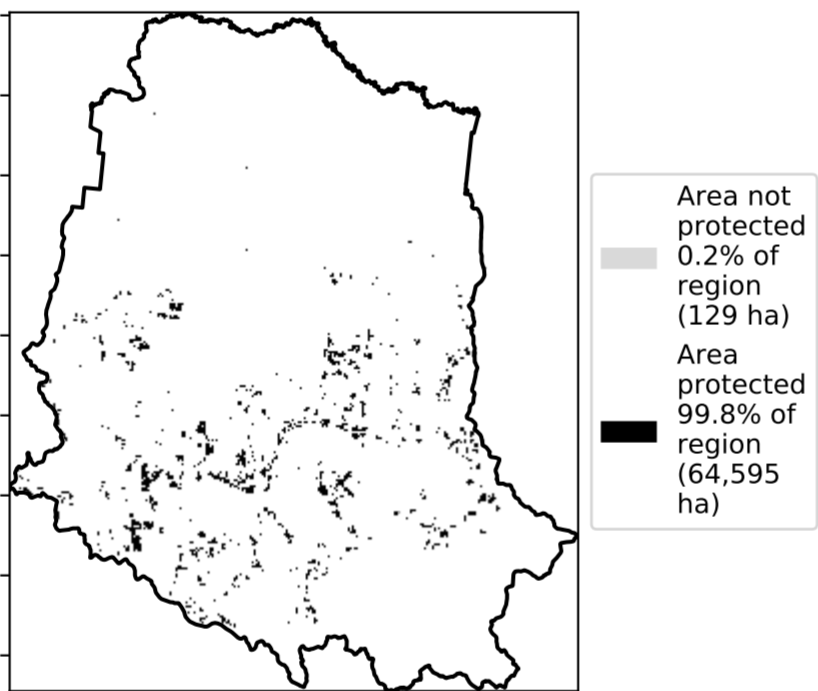 Area not
protected
0.2% of
region
(129 ha)
Area
protected
99.8% of
region
(64,595
ha)